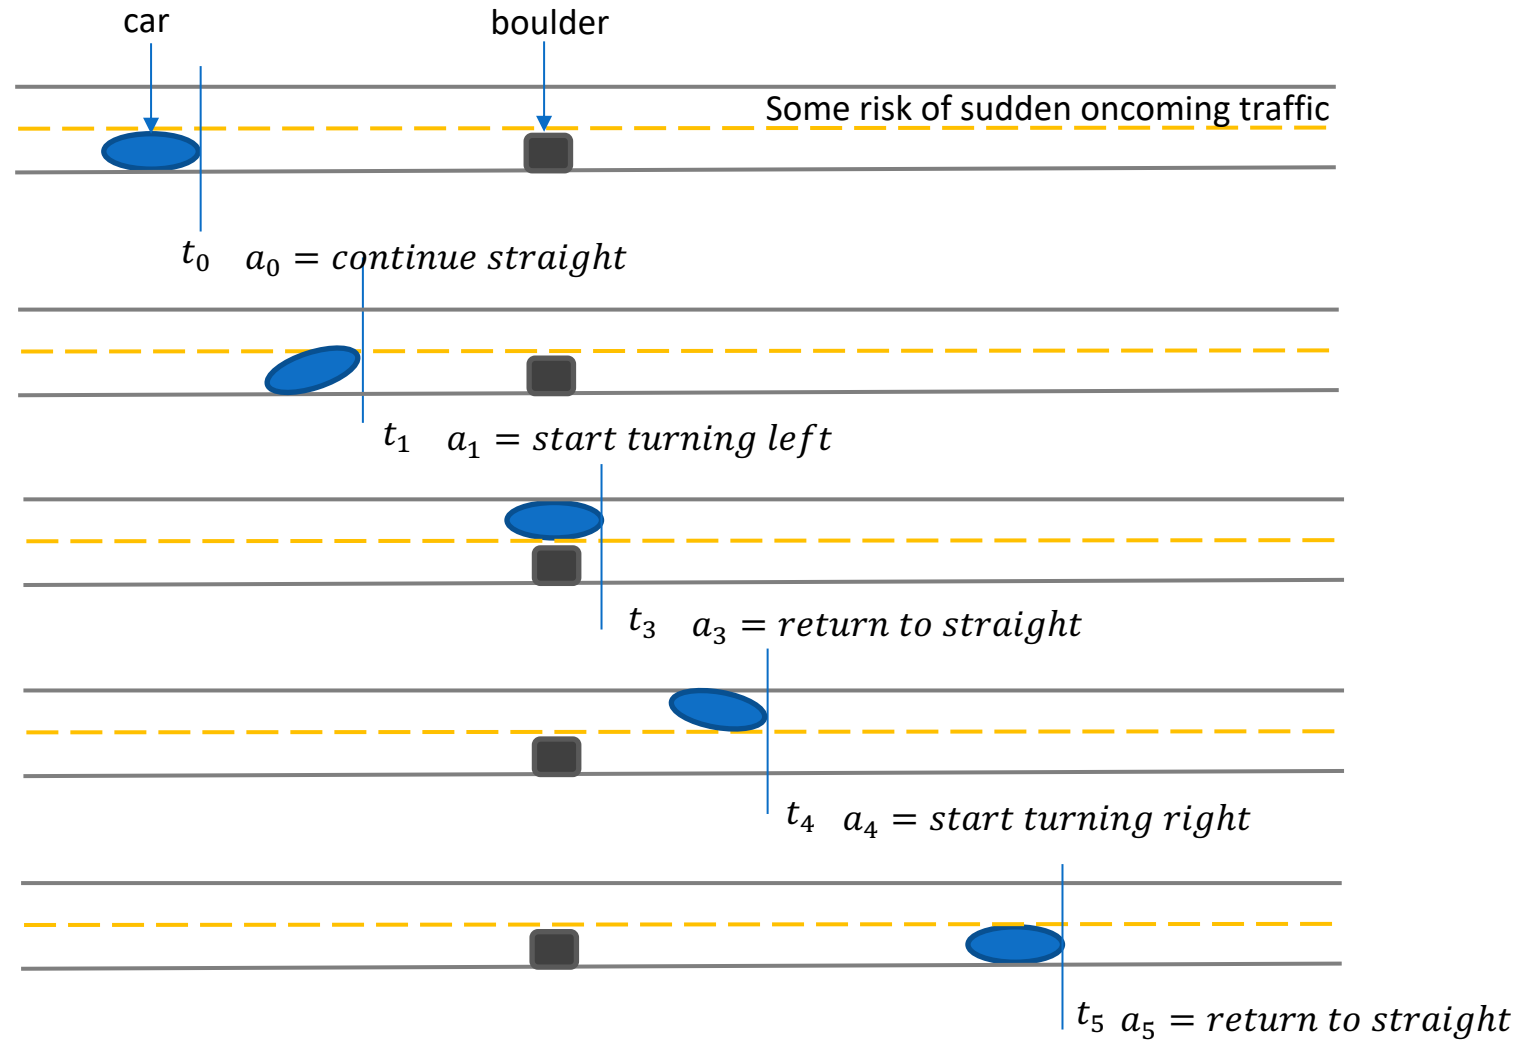 car
boulder
Some risk of sudden oncoming traffic
t₀ a₀ = continue straight
t₁ a₁ = start turning left
t₃ a₃ = return to straight
t₄ a₄ = start turning right
t₅ a₅ = return to straight